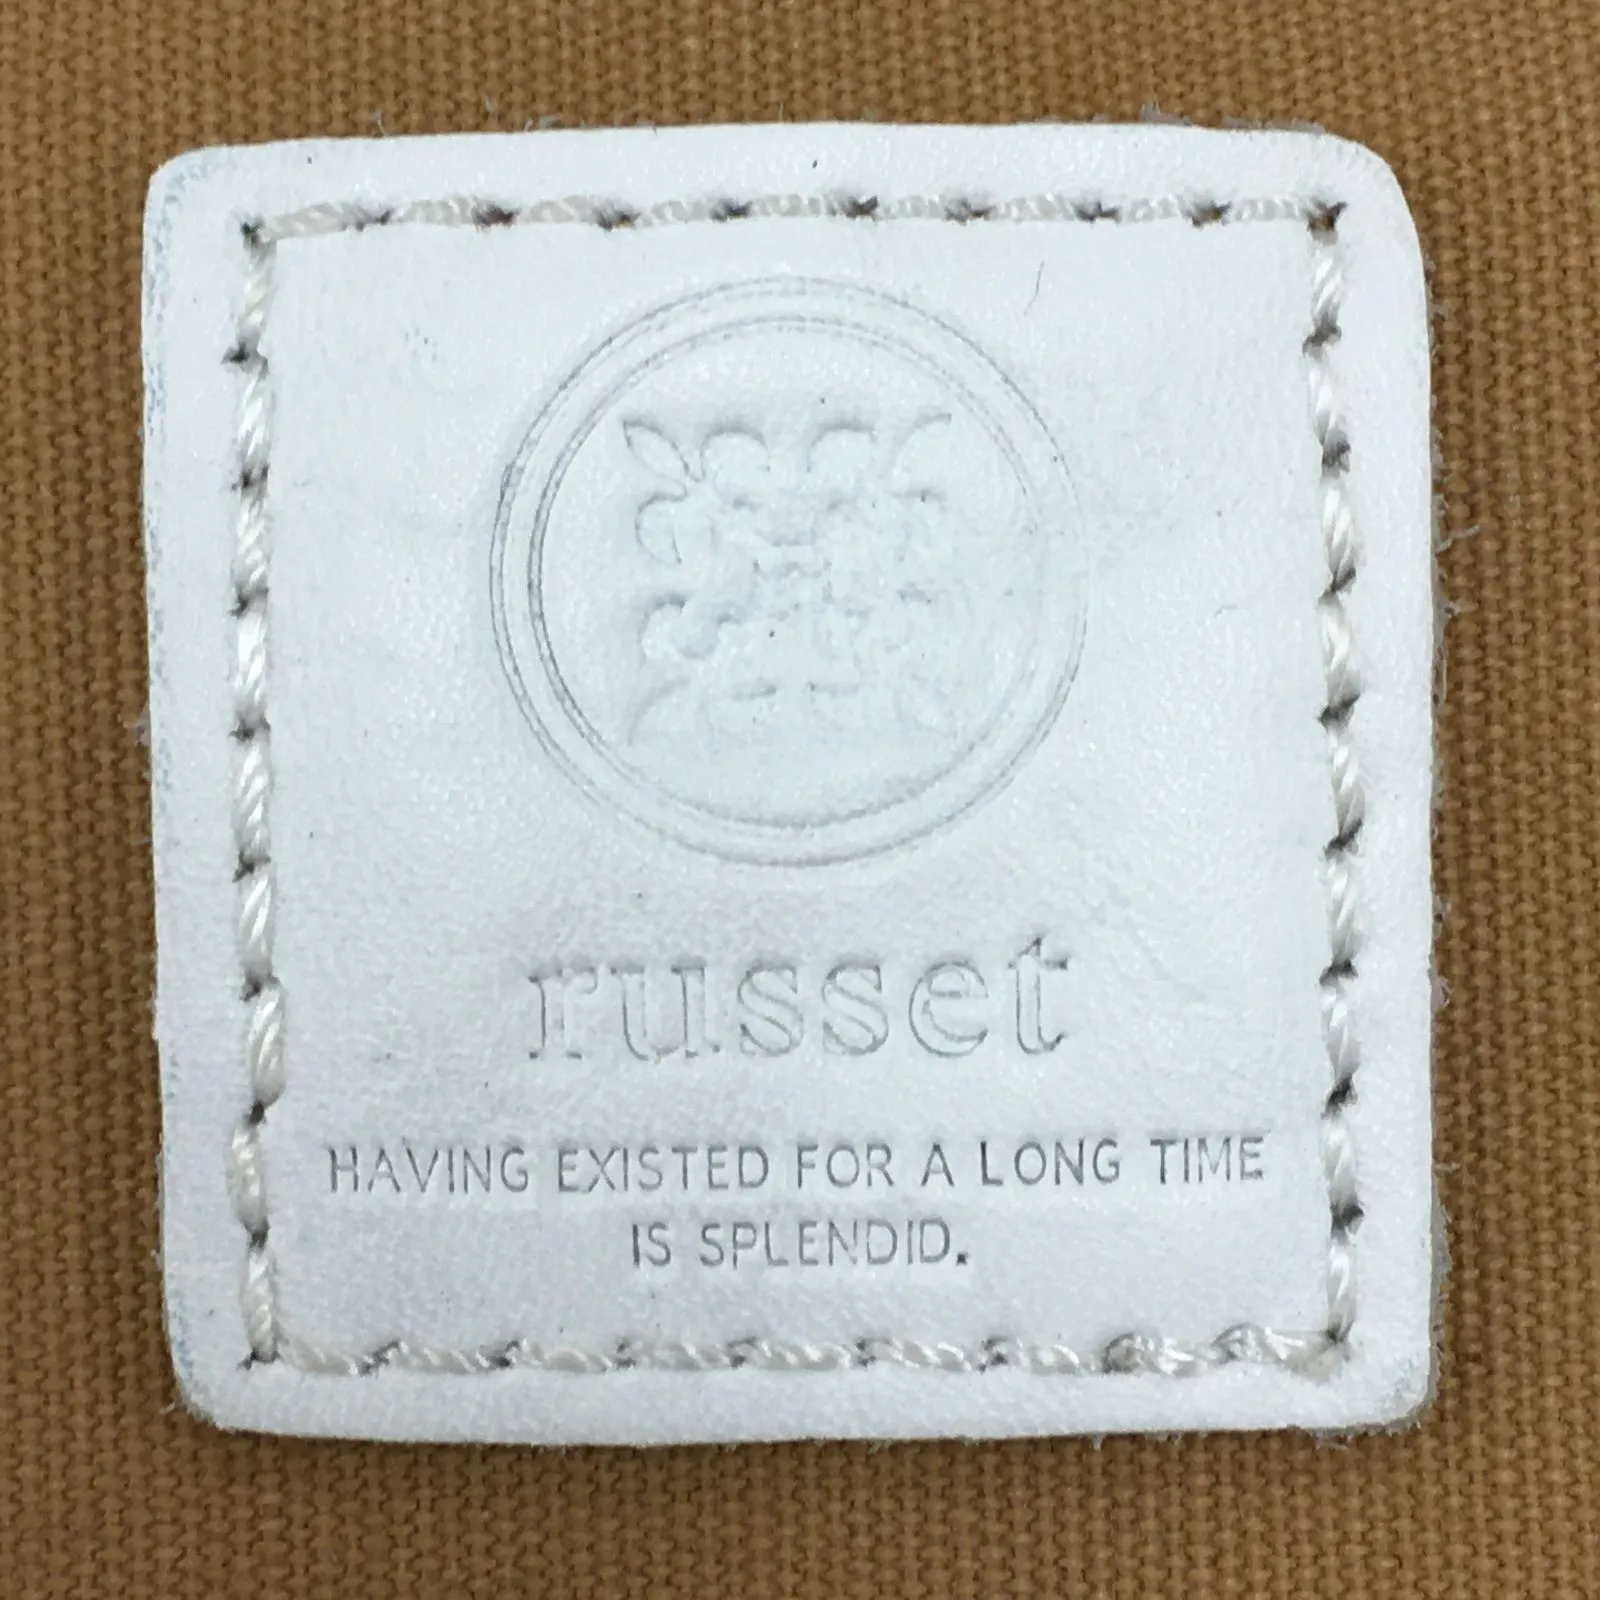 russet
HAVING EXISTED FOR A LONG TIME
IS SPLENDID.